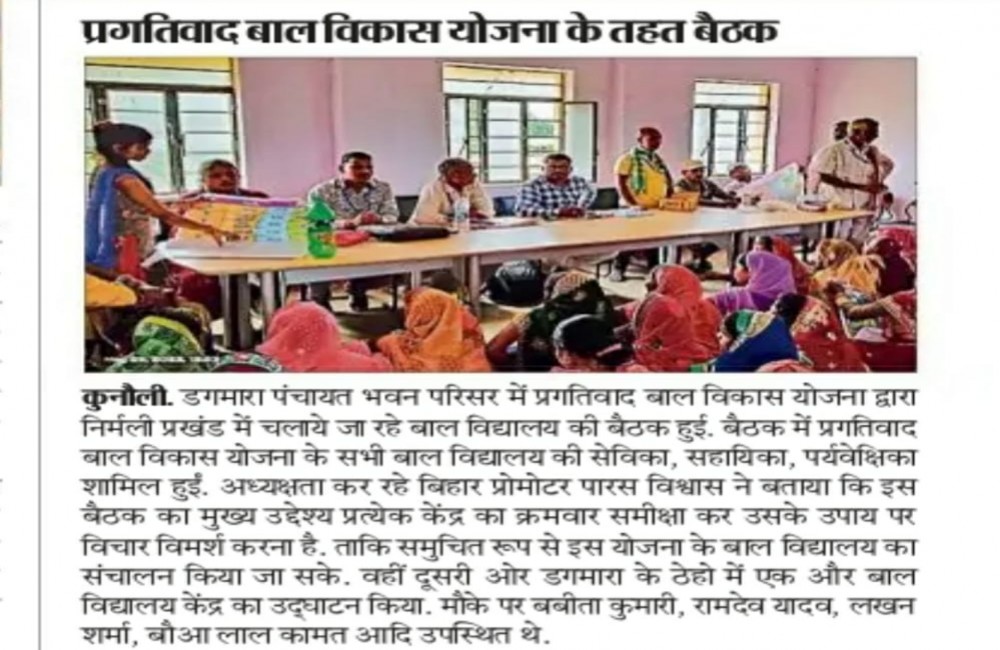 प्रगतिवाद बाल विकास योजना के तहत बैठक
कुनौली. डगमारा पंचायत भवन परिसर में प्रगतिवाद बाल विकास योजना द्वारा
निर्मली प्रखंड में चलाये जा रहे बाल विद्यालय की बैठक हुई. बैठक में प्रगतिवाद
बाल विकास योजना के सभी बाल विद्यालय की सेविका, सहायिका, पर्यवेक्षिका
शामिल हुईं. अध्यक्षता कर रहे बिहार प्रोमोटर पारस विश्वास ने बताया कि इस
बैठक का मुख्य उद्देश्य प्रत्येक केंद्र का क्रमवार समीक्षा कर उसके उपाय पर
विचार विमर्श करना है. ताकि समुचित रूप से इस योजना के बाल विद्यालय का
संचालन किया जा सके. वहीं दूसरी ओर डगमारा के ठेहो में एक और बाल
विद्यालय केंद्र का उद्घाटन किया. मौके पर बबीता कुमारी, रामदेव यादव, लखन
शर्मा, बौआ लाल कामत आदि उपस्थित थे.